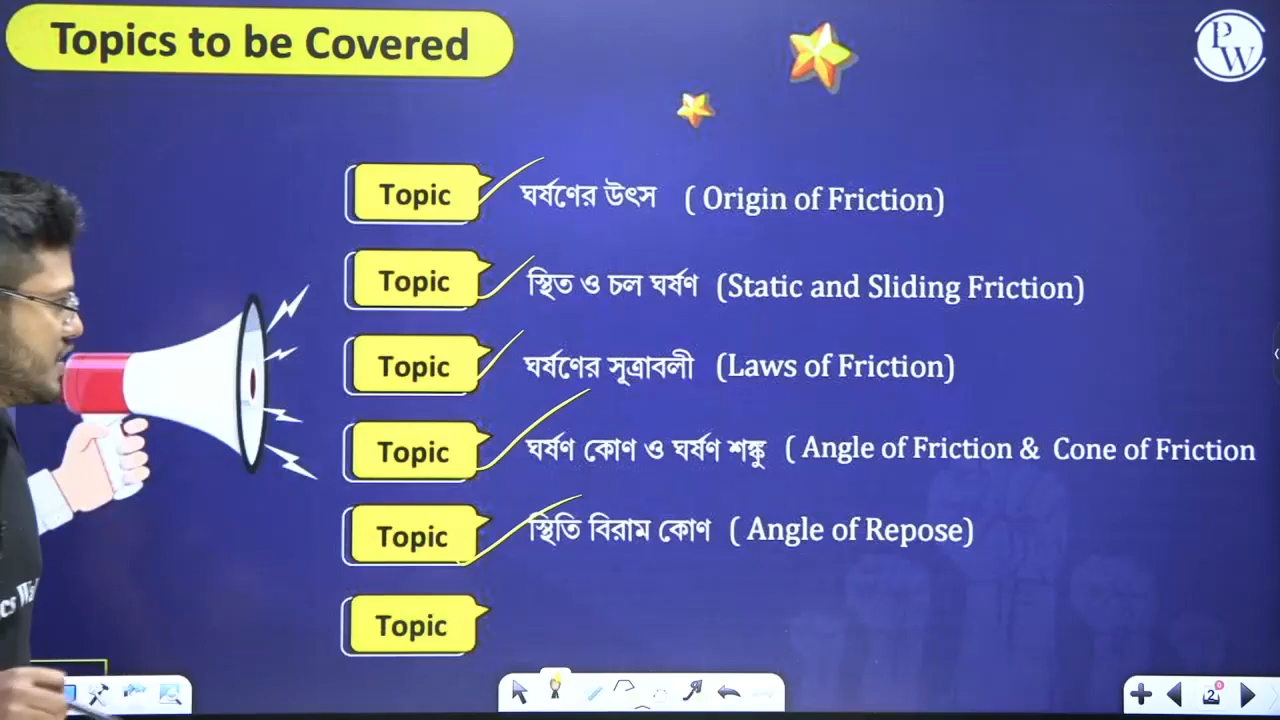 Topics to be Covered
PW
Topic ঘর্ষণের উৎস ( Origin of Friction)
Topic স্থিত ও চল ঘর্ষণ (Static and Sliding Friction)
Topic ঘর্ষণের সূত্রাবলী (Laws of Friction)
Topic ঘর্ষণ কোণ ও ঘর্ষণ শঙ্কু ( Angle of Friction & Cone of Friction
Topic স্থিতি বিরাম কোণ ( Angle of Repose)
Topic
2